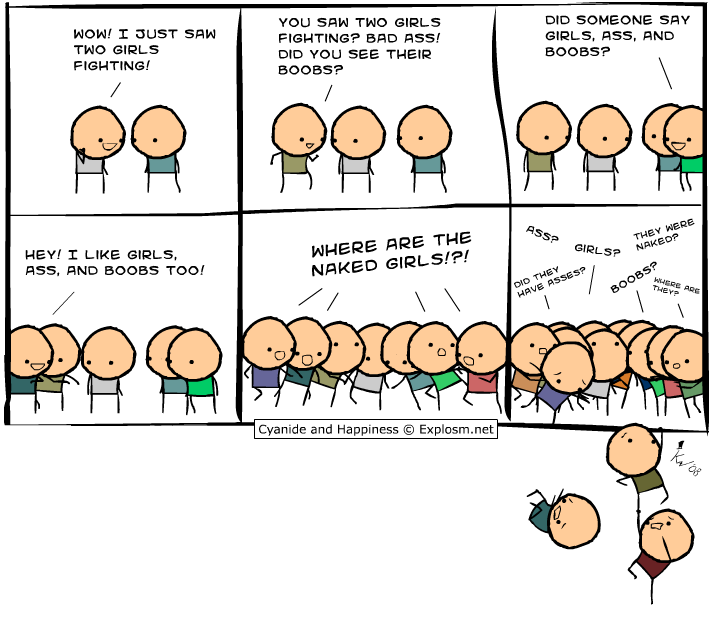 WOW! I JUST SAW
TWO GIRLS
FIGHTING!
YOU SAW TWO GIRLS
FIGHTING? BAD ASS!
DID YOU SEE THEIR
BOOBS?
DID SOMEONE SAY
GIRLS, ASS, AND
BOOBS?
HEY! I LIKE GIRLS,
ASS, AND BOOBS TOO!
WHERE ARE THE
NAKED GIRLS!?!
ASS?
GIRLS?
THEY WERE
NAKED?
DID THEY
HAVE ASSES?
BOOBS?
WHERE ARE
THEY?
Cyanide and Happiness © Explosm.net
'08